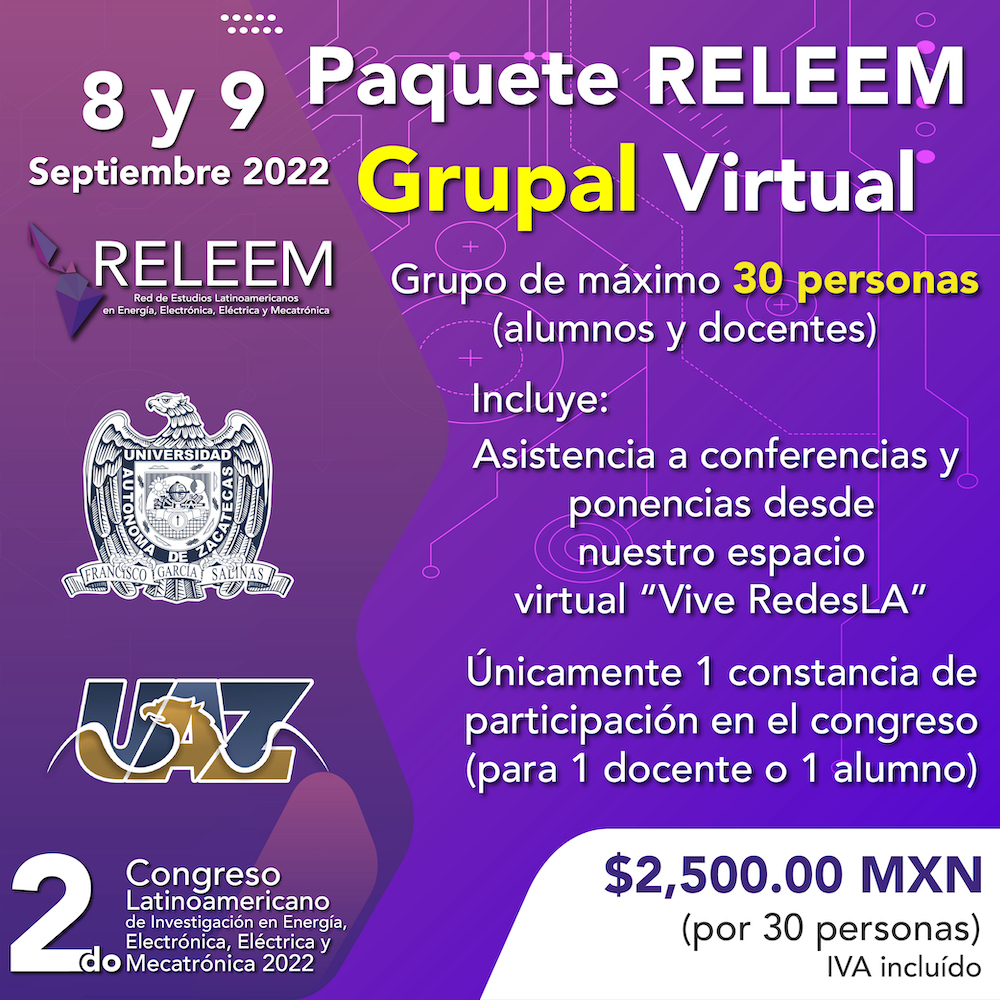 8 y 9
Septiembre 2022
RELEEM
Red de Estudios Latinoamericanos
en Energía, Electrónica, Eléctrica y Mecatrónica
UNIVERSIDAD
AUTONOMA DE ZACATECAS
FRANCISCO GARCIA SALINAS
UAZ
2do
Congreso
Latinoamericano
de Investigación en Energía,
Electrónica, Eléctrica y
Mecatrónica 2022
Paquete RELEEM
Grupal Virtual
Grupo de máximo 30 personas
(alumnos y docentes)
Incluye:
Asistencia a conferencias y
ponencias desde
nuestro espacio
virtual “Vive RedesLA”
Únicamente 1 constancia de
participación en el congreso
(para 1 docente o 1 alumno)
$2,500.00 MXN
(por 30 personas)
IVA incluído